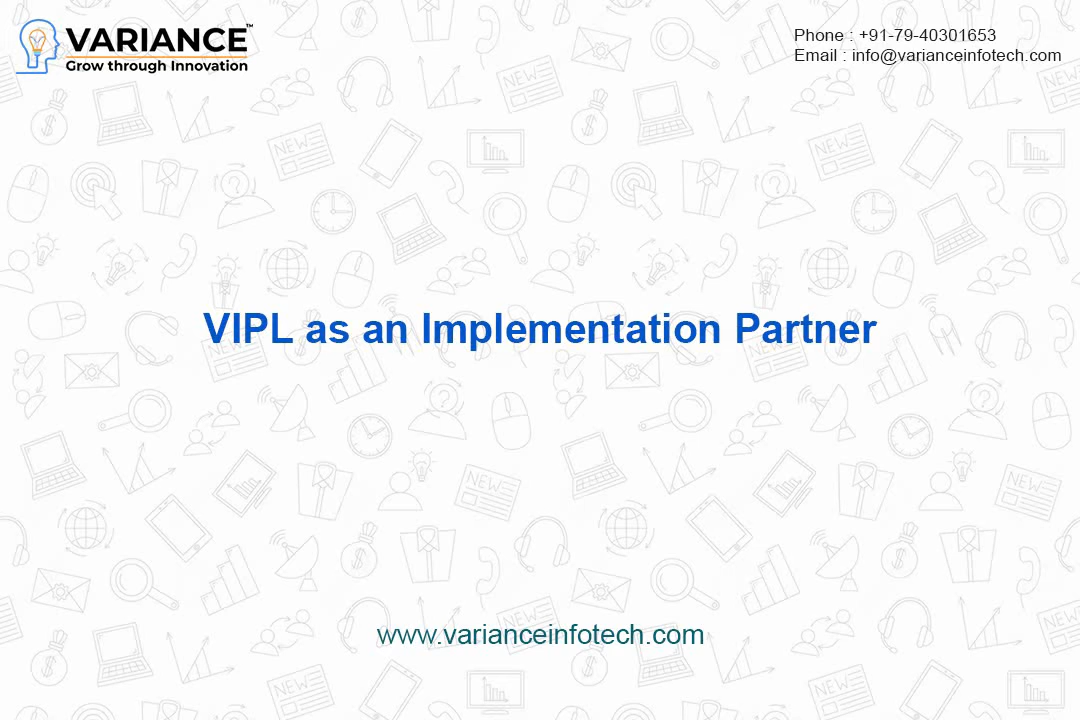 VARIANCE™
Grow through Innovation
Phone : +91-79-40301653
Email : info@varianceinfotech.com
VIPL as an Implementation Partner
www.varianceinfotech.com